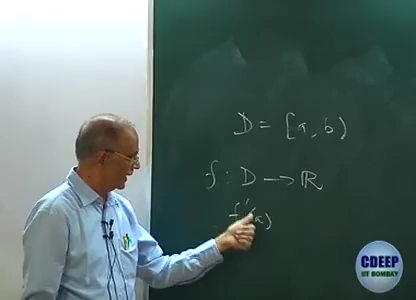 D = [a, b)
f : D → ℝ
f'(a)
CDEEP
IIT BOMBAY